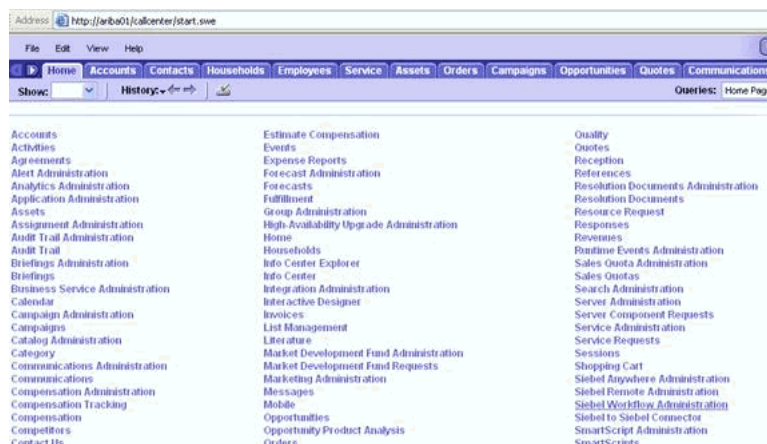 Address http://ariba01/callcenter/start.swe
File Edit View Help
Home Accounts Contacts Households Employees Service Assets Orders Campaigns Opportunities Quotes Communications
Show: History: Queries: Home Pag
Accounts
Activities
Agreements
Alert Administration
Analytics Administration
Application Administration
Assets
Assignment Administration
Audit Trail Administration
Audit Trail
Briefings Administration
Briefings
Business Service Administration
Calendar
Campaign Administration
Campaigns
Catalog Administration
Category
Communications Administration
Communications
Compensation Administration
Compensation Tracking
Compensation
Competitors
Contact Us
Estimate Compensation
Events
Expense Reports
Forecast Administration
Forecasts
Fulfillment
Group Administration
High-Availability Upgrade Administration
Home
Households
Info Center Explorer
Info Center
Integration Administration
Interactive Designer
Invoices
List Management
Literature
Market Development Fund Administration
Market Development Fund Requests
Marketing Administration
Messages
Mobile
Opportunities
Opportunity Product Analysis
Orders
Quality
Quotes
Reception
References
Resolution Documents Administration
Resolution Documents
Resource Request
Responses
Revenues
Runtime Events Administration
Sales Quota Administration
Sales Quotas
Search Administration
Server Administration
Server Component Requests
Service Administration
Service Requests
Sessions
Shopping Cart
Siebel Anywhere Administration
Siebel Remote Administration
Siebel Workflow Administration
Siebel to Siebel Connector
SmartScript Administration
SmartScripts